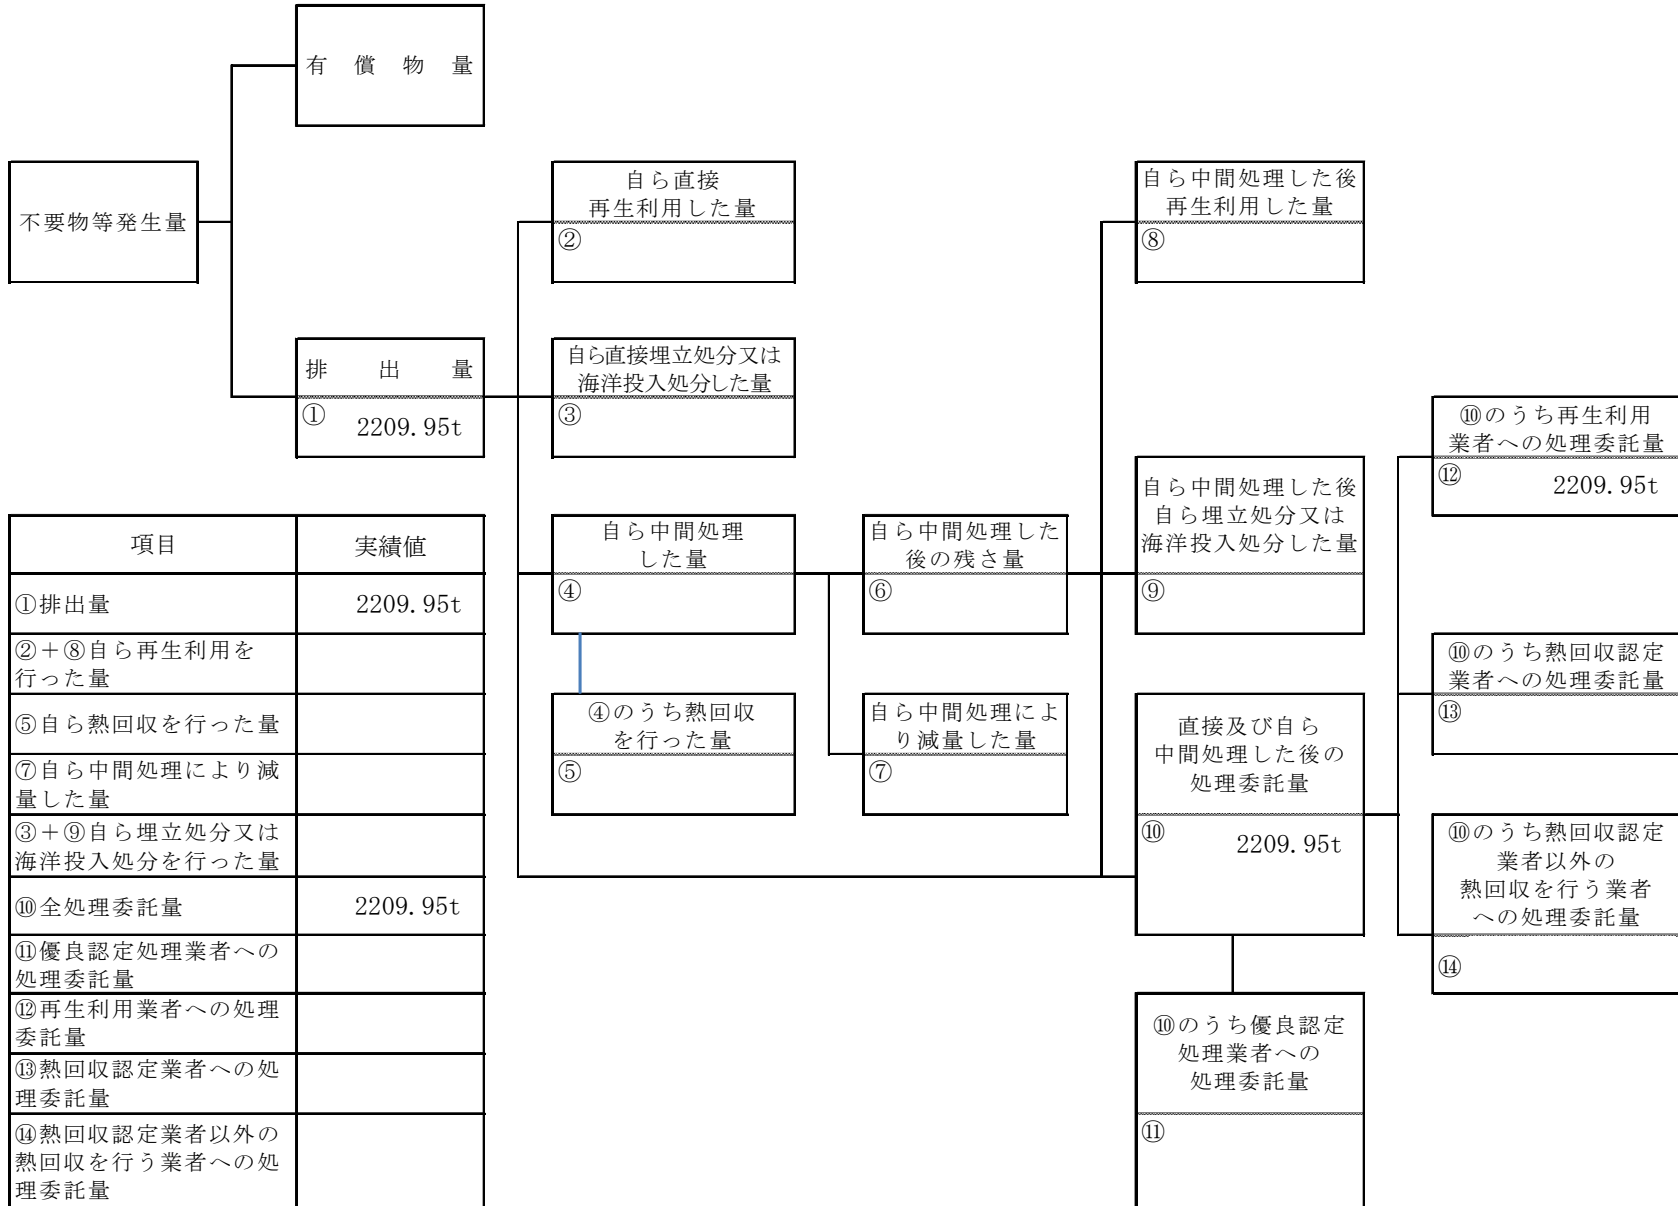 有償物量
不要物等発生量
自ら直接
再生利用した量
②
自ら中間処理した後
再生利用した量
⑧
排出量
① 2209.95t
自ら直接埋立処分又は
海洋投入処分した量
③
⑩のうち再生利用
業者への処理委託量
⑫ 2209.95t
自ら中間処理した後
自ら埋立処分又は
海洋投入処分した量
⑨
自ら中間処理
した量
④
自ら中間処理した
後の残さ量
⑥
④のうち熱回収
を行った量
⑤
自ら中間処理によ
り減量した量
⑦
⑩のうち熱回収認定
業者への処理委託量
⑬
直接及び自ら
中間処理した後の
処理委託量
⑩ 2209.95t
⑩のうち熱回収認定
業者以外の
熱回収を行う業者
への処理委託量
⑭
⑩のうち優良認定
処理業者への
処理委託量
⑪
項目 実績値
①排出量 2209.95t
②+⑧自ら再生利用を
行った量
⑤自ら熱回収を行った量
⑦自ら中間処理により減
量した量
③+⑨自ら埋立処分又は
海洋投入処分を行った量
⑩全処理委託量 2209.95t
⑪優良認定処理業者への
処理委託量
⑫再生利用業者への処理
委託量
⑬熱回収認定業者への処
理委託量
⑭熱回収認定業者以外の
熱回収を行う業者への処
理委託量